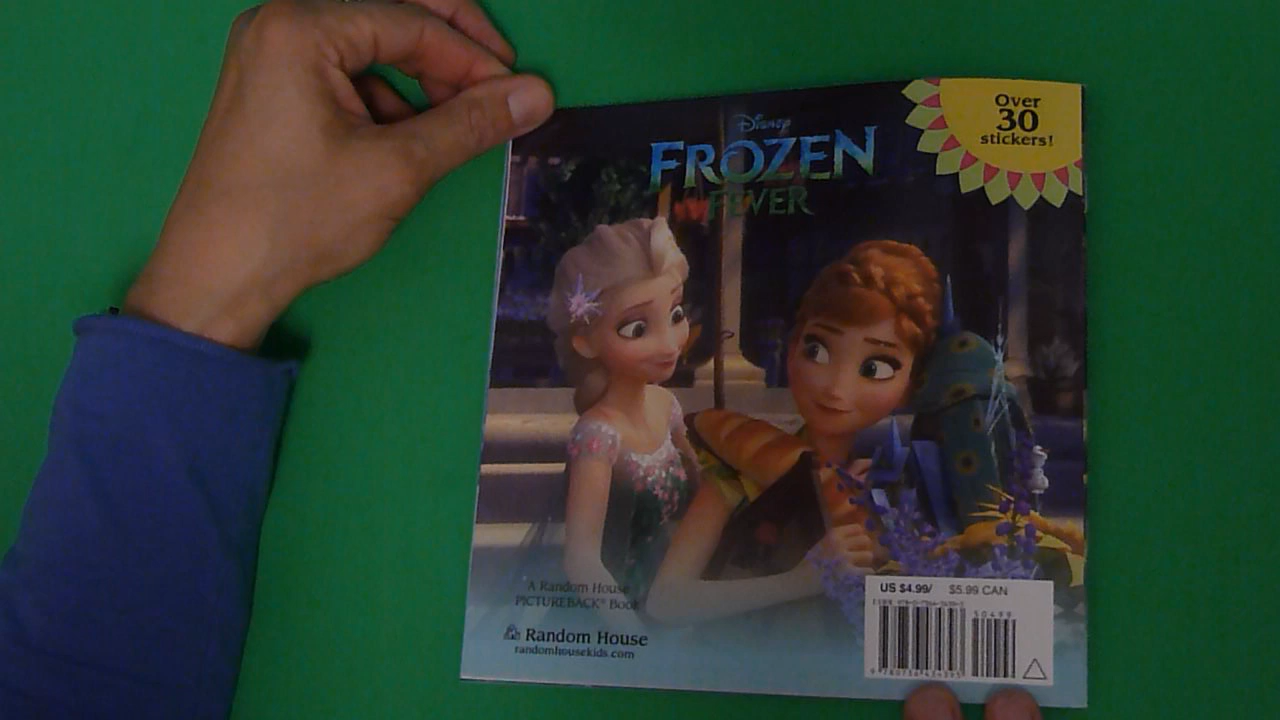 Over
30
stickers!
Disney
FROZEN
FEVER
A Random House
PICTUREBACK® Book
Random House
randomhousekids.com
US $4.99/ $5.99 CAN
50499